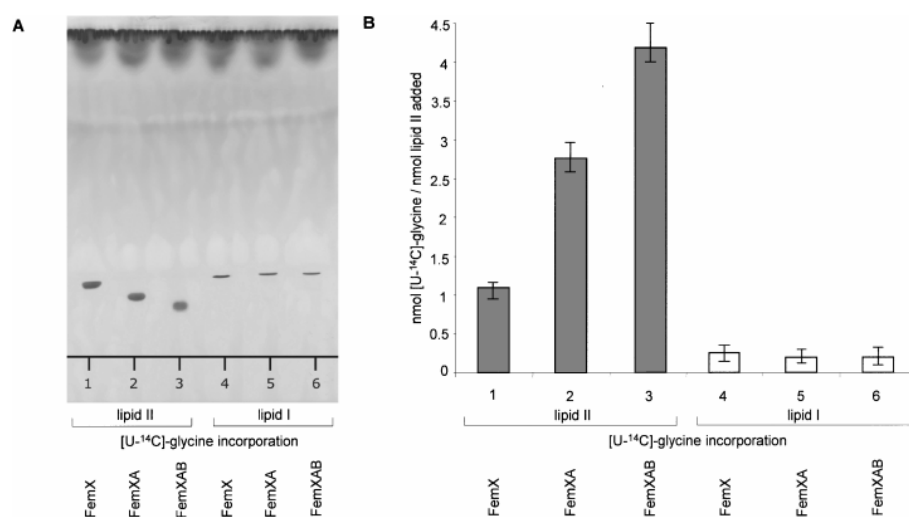 A
1 2 3 4 5 6
lipid II lipid I
[U-¹⁴C]-glycine incorporation
FemX FemXA FemXAB FemX FemXA FemXAB
B
nmol [U-¹⁴C]-glycine / nmol lipid II added
4.5
4
3.5
3
2.5
2
1.5
1
0.5
0
1 2 3 4 5 6
lipid II lipid I
[U-¹⁴C]-glycine incorporation
FemX FemXA FemXAB FemX FemXA FemXAB